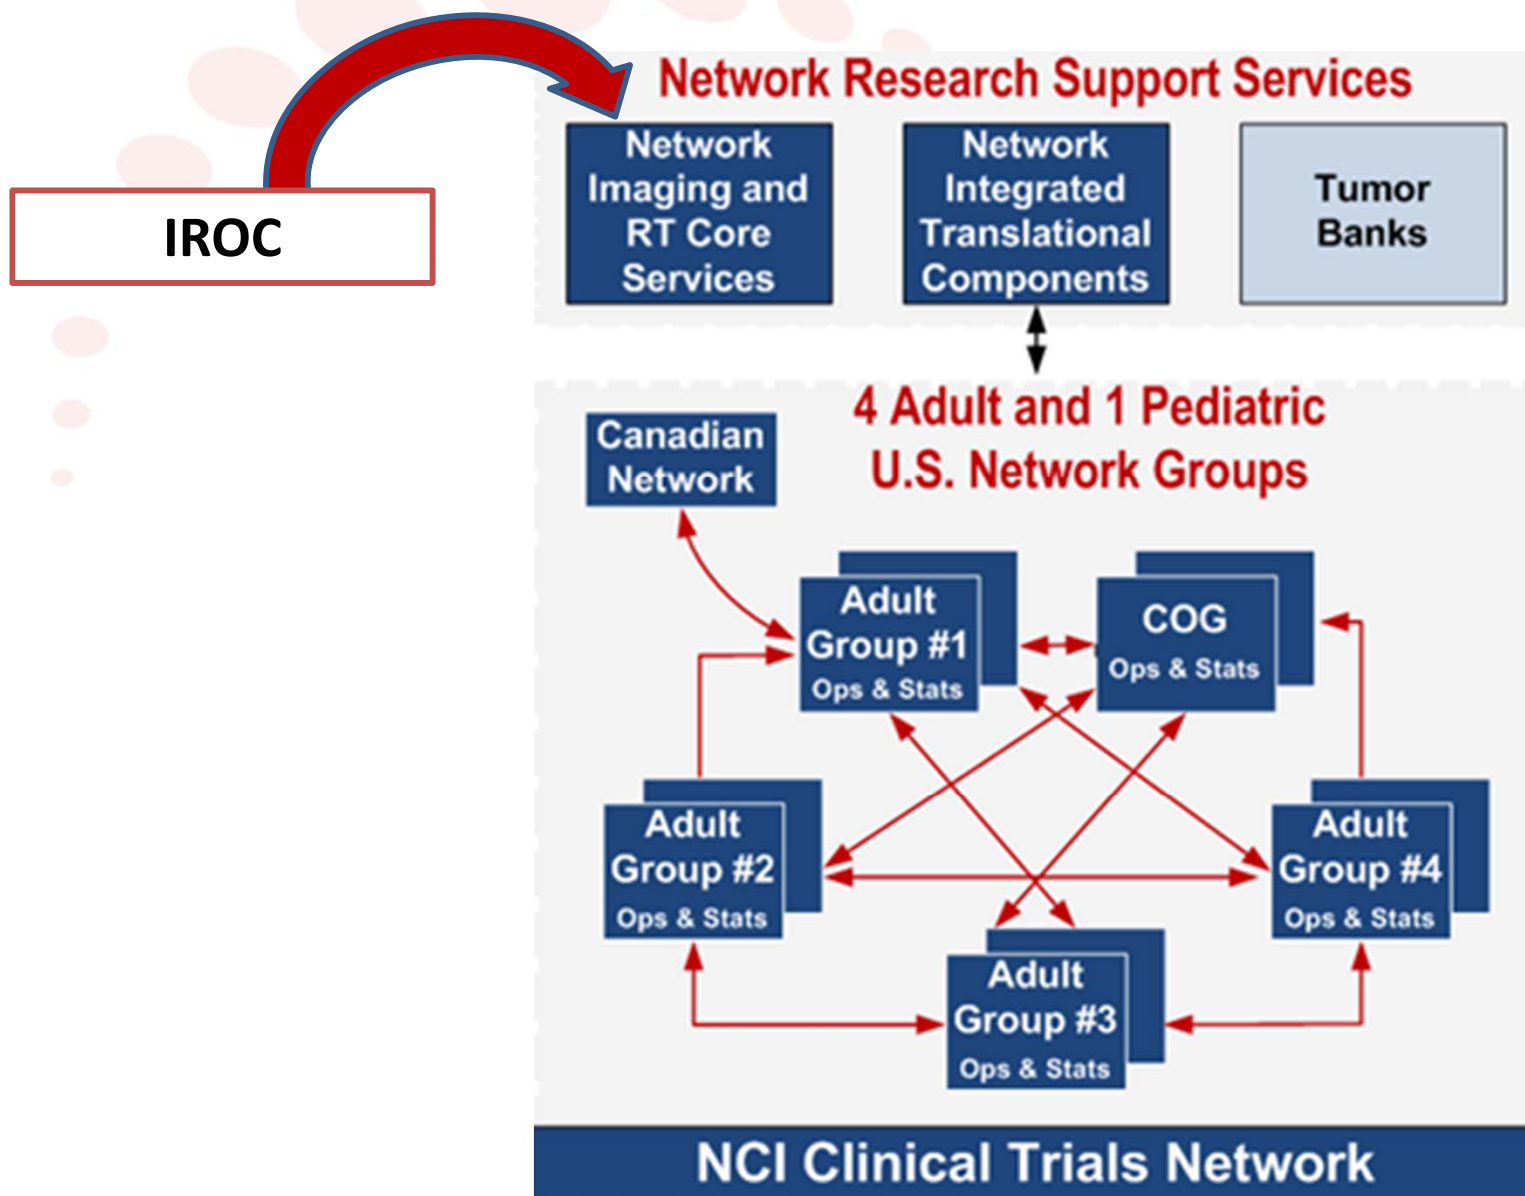 Network Research Support Services
IROC
Network
Imaging and
RT Core
Services
Network
Integrated
Translational
Components
Tumor
Banks
4 Adult and 1 Pediatric
U.S. Network Groups
Canadian
Network
Adult
Group #1
Ops & Stats
COG
Ops & Stats
Adult
Group #2
Ops & Stats
Adult
Group #4
Ops & Stats
Adult
Group #3
Ops & Stats
NCI Clinical Trials Network